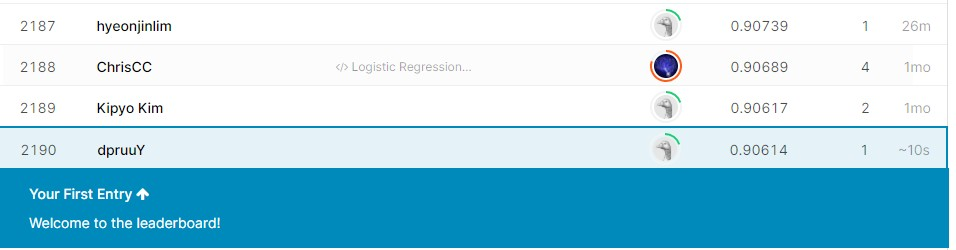 2187 hyeonjinlim 0.90739 1 26m
2188 ChrisCC </> Logistic Regression... 0.90689 4 1mo
2189 Kipyo Kim 0.90617 2 1mo
2190 dpruuY 0.90614 1 ~10s
Your First Entry ↑
Welcome to the leaderboard!